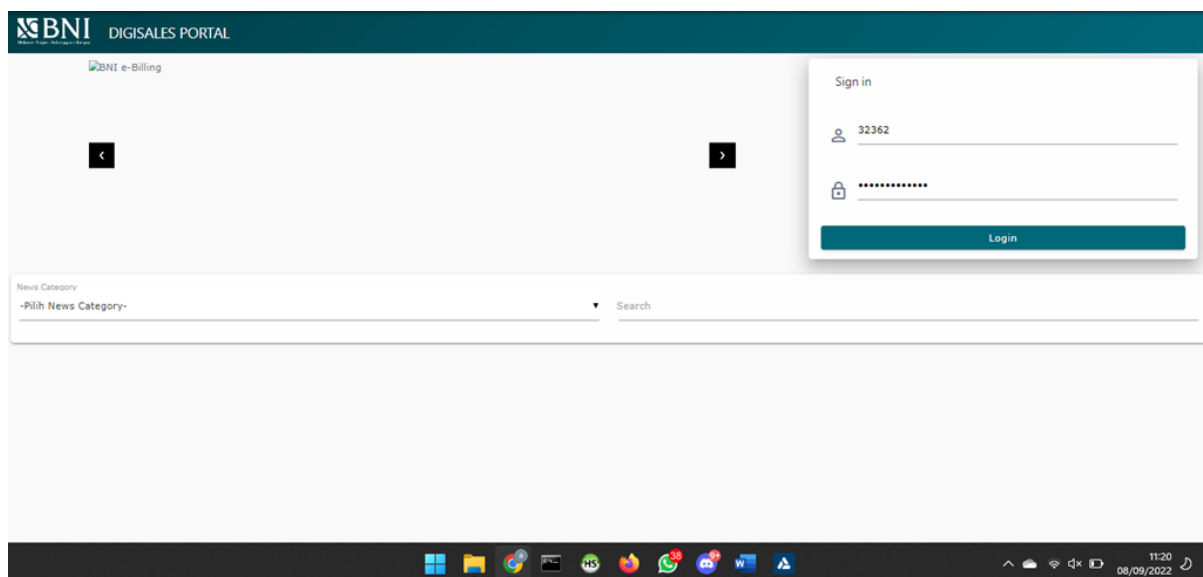 BNI
DIGISALES PORTAL
BNI e-Billing
Sign in
32362
•••••••••••••
Login
News Category
-Pilih News Category-
Search
38
9+
HS
W
11:20
08/09/2022